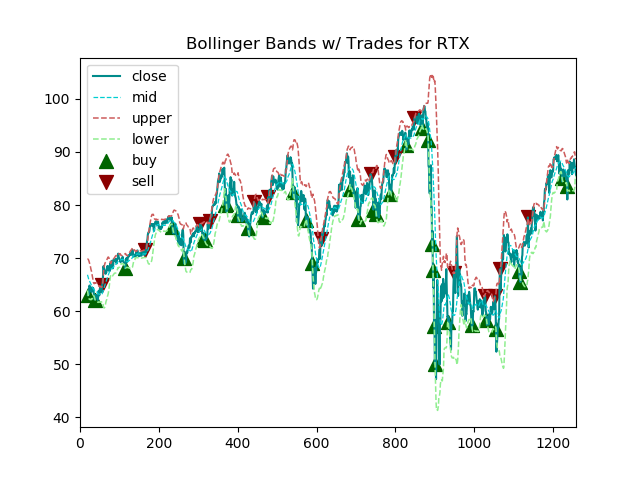 Bollinger Bands w/ Trades for RTX
close
mid
upper
lower
buy
sell
100
90
80
70
60
50
40
0 200 400 600 800 1000 1200